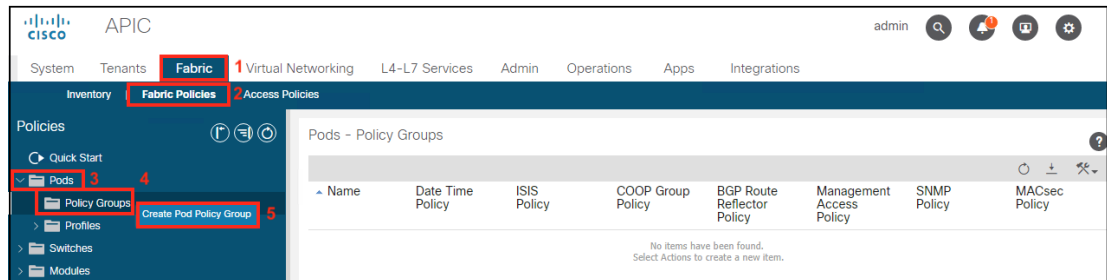 CISCO APIC admin 1
System Tenants Fabric 1 Virtual Networking L4-L7 Services Admin Operations Apps Integrations
Inventory | Fabric Policies 2 Access Policies
Policies
Quick Start
Pods 3 4
Policy Groups
Create Pod Policy Group 5
Profiles
Switches
Modules
Pods - Policy Groups
?
Name Date Time Policy ISIS Policy COOP Group Policy BGP Route Reflector Policy Management Access Policy SNMP Policy MACsec Policy
No items have been found.
Select Actions to create a new item.